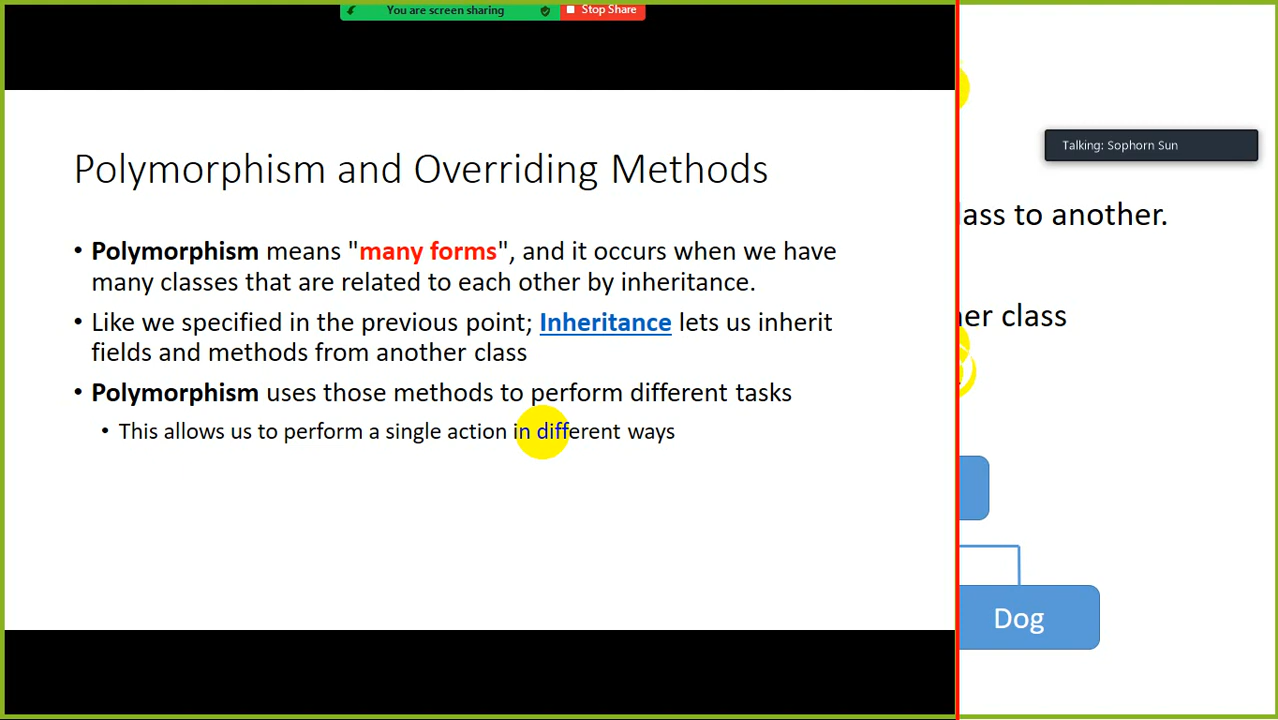 You are screen sharing
Stop Share
Talking: Sophorn Sun
Polymorphism and Overriding Methods
• Polymorphism means "many forms", and it occurs when we have
many classes that are related to each other by inheritance.
• Like we specified in the previous point; Inheritance lets us inherit
fields and methods from another class
• Polymorphism uses those methods to perform different tasks
• This allows us to perform a single action in different ways
to another.
class
Dog